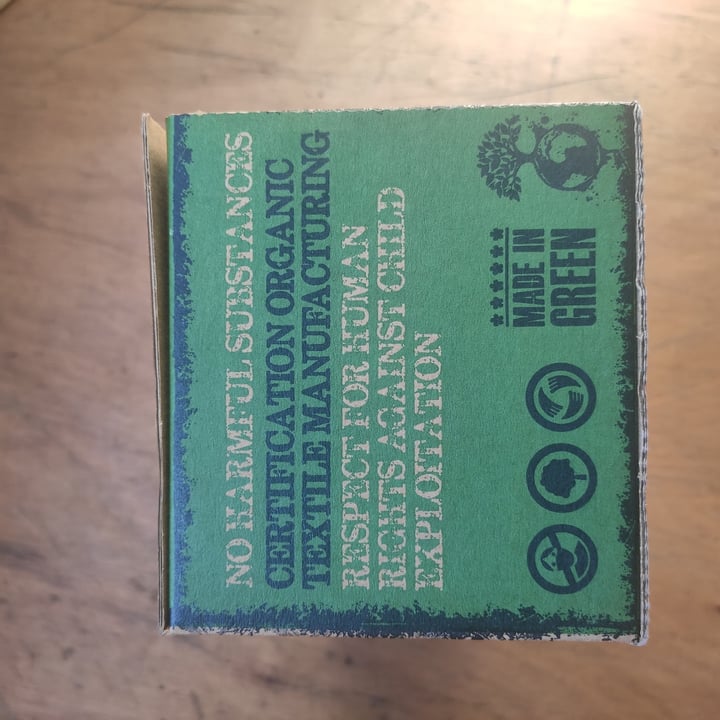 NO HARMFUL SUBSTANCES
CERTIFICATION ORGANIC
TEXTILE MANUFACTURING
RESPECT FOR HUMAN
RIGHTS AGAINST CHILD
EXPLOITATION
MADE IN
GREEN